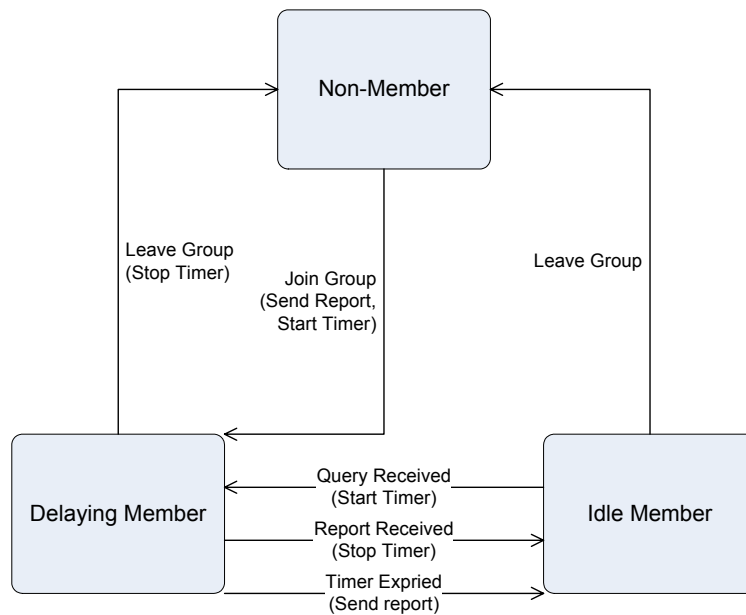 Non-Member
Leave Group
(Stop Timer)
Join Group
(Send Report,
Start Timer)
Leave Group
Delaying Member
Query Received
(Start Timer)
Report Received
(Stop Timer)
Timer Expried
(Send report)
Idle Member